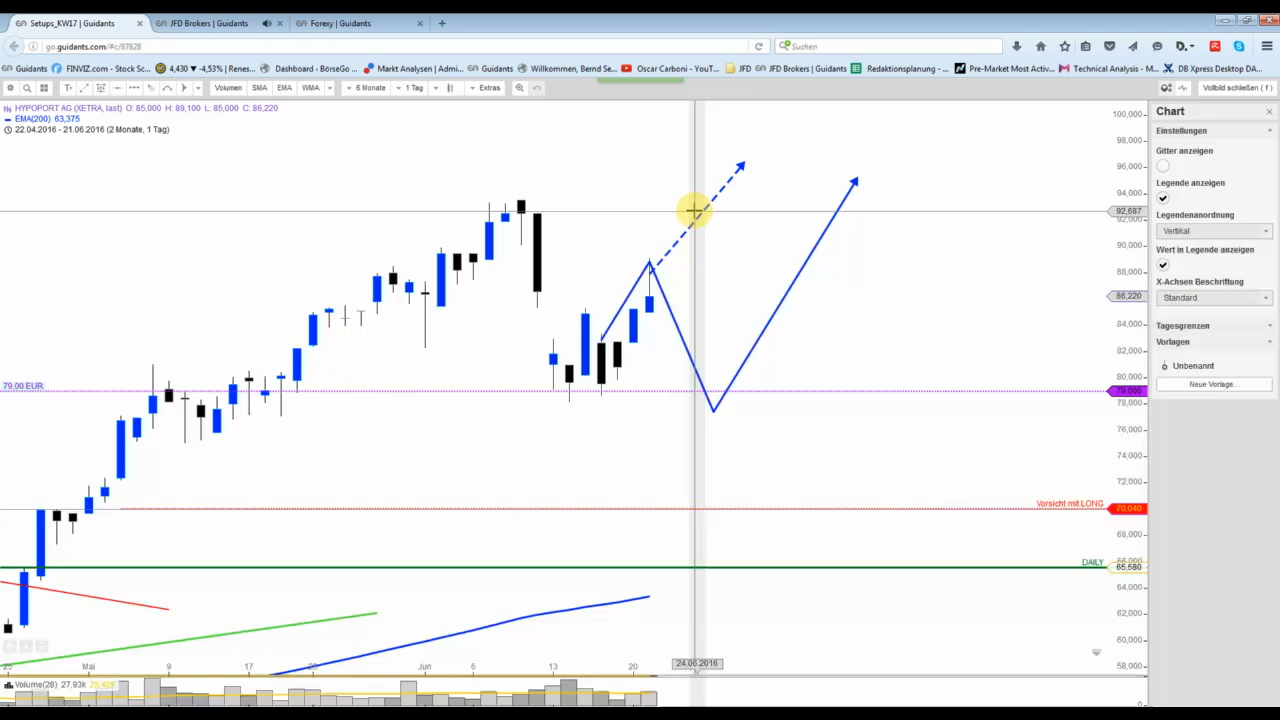 Setups_KW17 | Guidants
JFD Brokers | Guidants
Forexy | Guidants
go.guidants.com/#c/87828
Suchen
Guidants
FINVIZ.com - Stock Sc...
4,430 ▾ -4,53% | Renes...
Dashboard - BörseGo ...
Markt Analysen | Admi...
Guidants
Willkommen, Bernd Se...
Oscar Carboni - YouT...
JFD
JFD Brokers | Guidants
Redaktionsplanung - ...
Pre-Market Most Activ...
Technical Analysis - M...
DB Xpress Desktop DA...
Volumen
SMA
EMA
WMA
6 Monate
1 Tag
Extras
Vollbild schließen ( f )
HYPOPORT AG (XETRA, last) O: 85,000 H: 89,100 L: 85,000 C: 86,220
EMA(200) 63,375
22.04.2016 - 21.06.2016 (2 Monate, 1 Tag)
100,000
98,000
96,000
94,000
92,687
92,000
90,000
88,000
86,220
84,000
82,000
80,000
79,00 EUR
79,000
78,000
76,000
74,000
72,000
Vorsicht mit LONG
70,040
68,000
66,000
DAILY
65,580
64,000
62,000
60,000
58,000
25
Mai
9
17
Jun
6
13
20
24.06.2016
Volume(28) 27,93k
0
Chart
Einstellungen
Gitter anzeigen
Legende anzeigen
Legendenanordnung
Vertikal
Wert in Legende anzeigen
X-Achsen Beschriftung
Standard
Tagesgrenzen
Vorlagen
Unbenannt
Neue Vorlage...